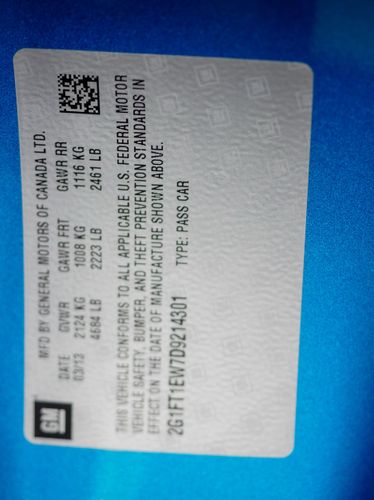 GM
MFD BY GENERAL MOTORS OF CANADA LTD.
DATE GVWR GAWR FRT GAWR RR
03/13 2124 KG 1008 KG 1116 KG
4684 LB 2223 LB 2461 LB
THIS VEHICLE CONFORMS TO ALL APPLICABLE U.S. FEDERAL MOTOR
VEHICLE SAFETY, BUMPER, AND THEFT PREVENTION STANDARDS IN
EFFECT ON THE DATE OF MANUFACTURE SHOWN ABOVE.
2G1FT1EW7D9214301 TYPE: PASS CAR